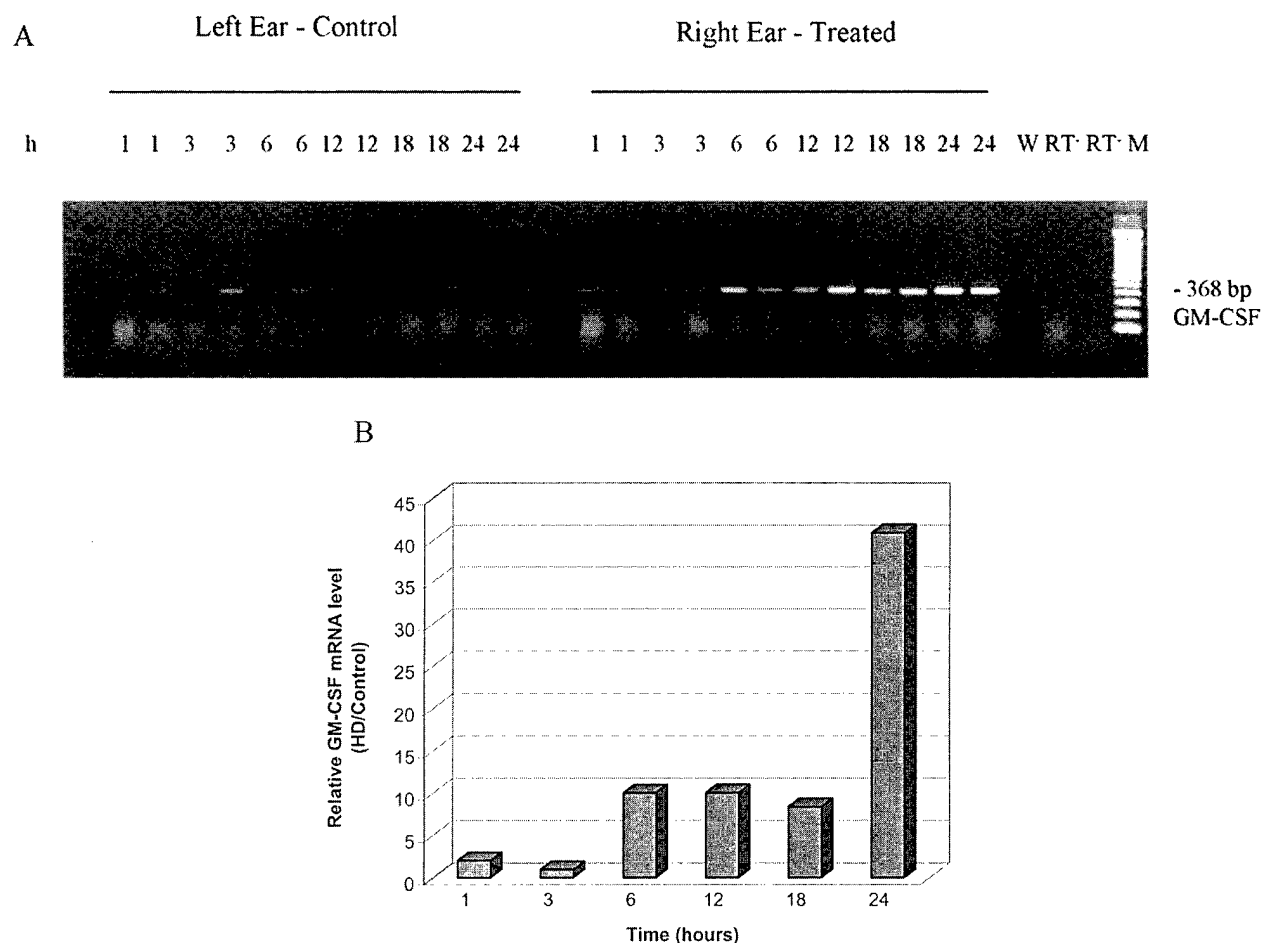 A
Left Ear - Control
Right Ear - Treated
h 1 1 3 3 6 6 12 12 18 18 24 24 1 1 3 3 6 6 12 12 18 18 24 24 W RT- RT- M
- 368 bp
GM-CSF
B
Relative GM-CSF mRNA level
(HD/Control)
45
40
35
30
25
20
15
10
5
0
1 3 6 12 18 24
Time (hours)